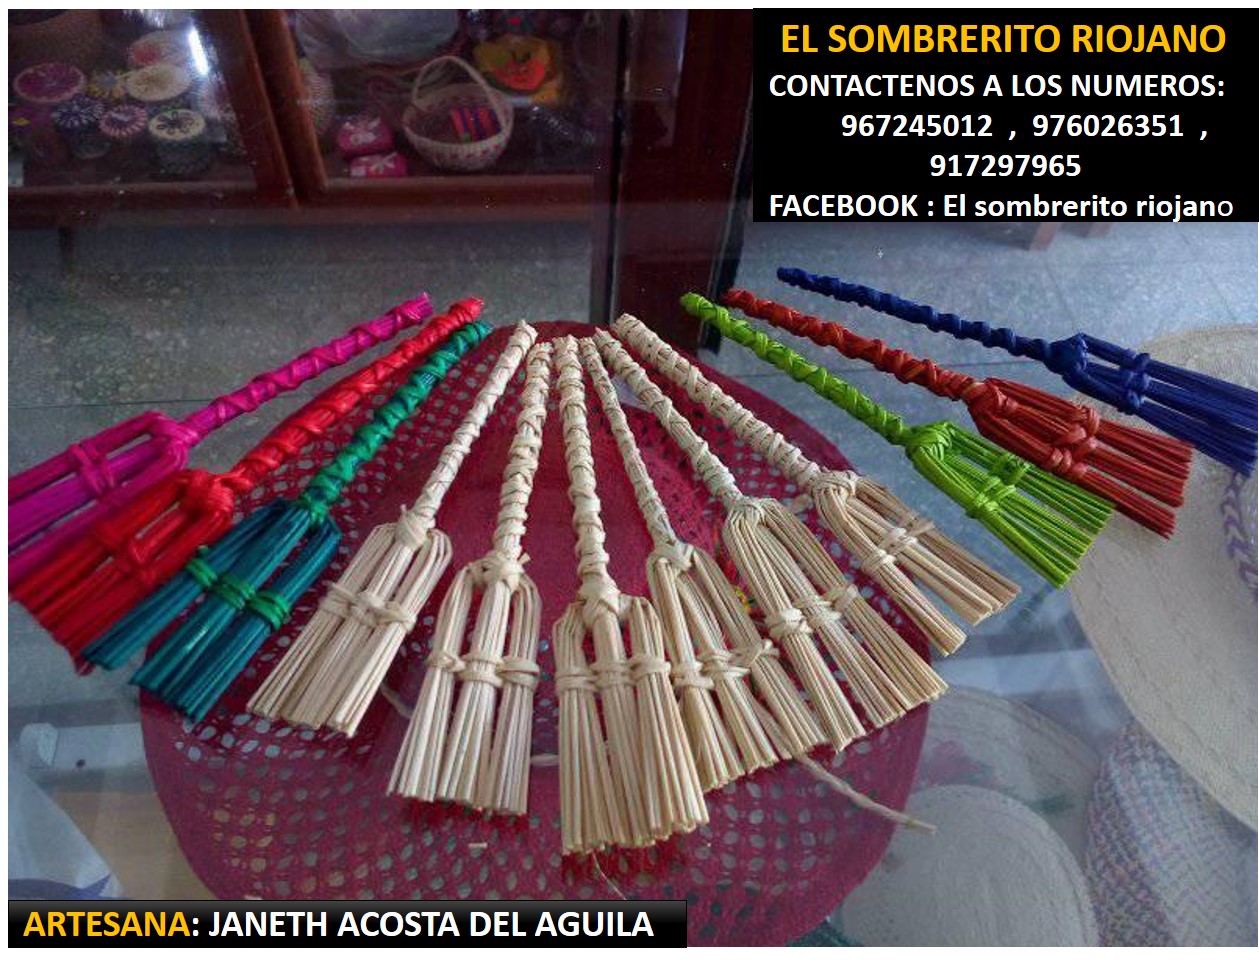 EL SOMBRERITO RIOJANO
CONTACTENOS A LOS NUMEROS:
967245012 , 976026351 ,
917297965
FACEBOOK : El sombrerito riojano
ARTESANA: JANETH ACOSTA DEL AGUILA